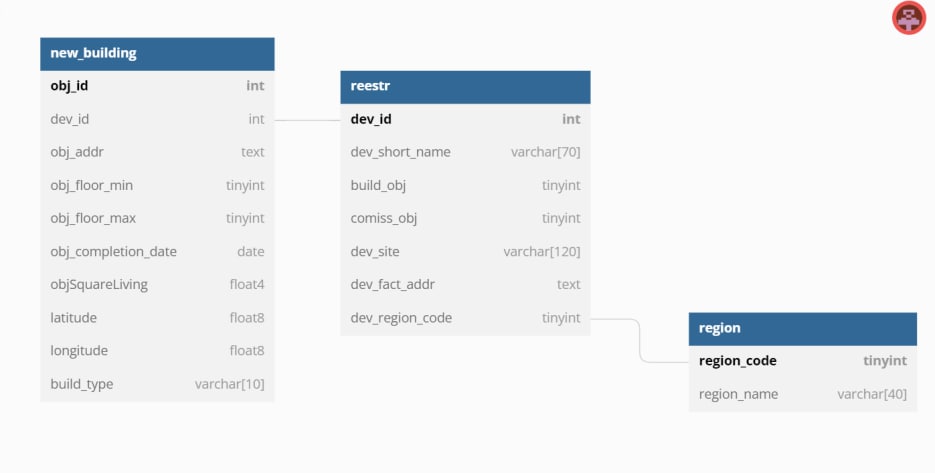 new_building
obj_id int
dev_id int
obj_addr text
obj_floor_min tinyint
obj_floor_max tinyint
obj_completion_date date
objSquareLiving float4
latitude float8
longitude float8
build_type varchar[10]
reestr
dev_id int
dev_short_name varchar[70]
build_obj tinyint
comiss_obj tinyint
dev_site varchar[120]
dev_fact_addr text
dev_region_code tinyint
region
region_code tinyint
region_name varchar[40]